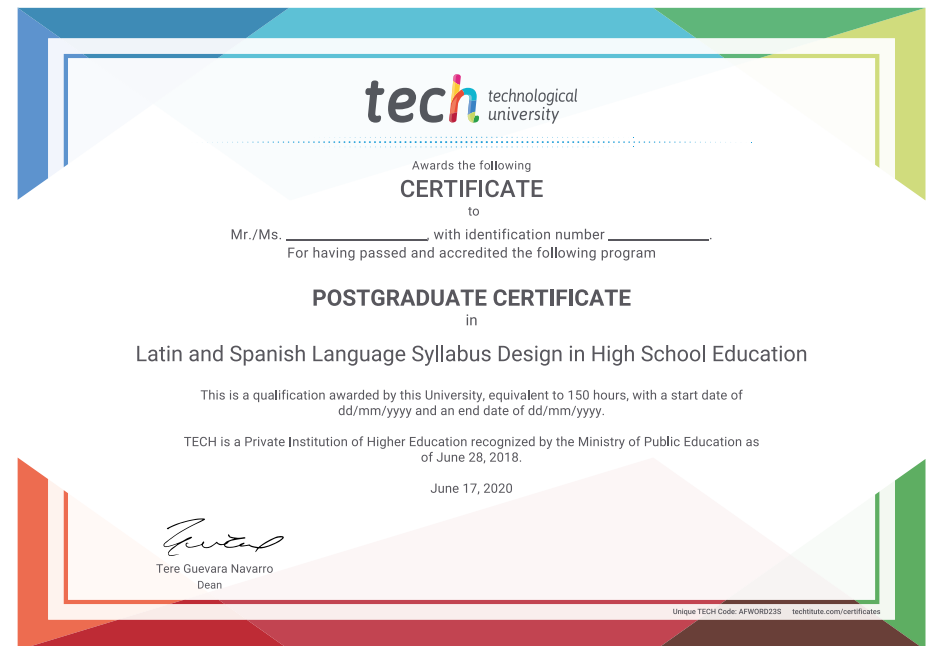 tech technological
university
Awards the following
CERTIFICATE
to
Mr./Ms. ____________________, with identification number ______________.
For having passed and accredited the following program
POSTGRADUATE CERTIFICATE
in
Latin and Spanish Language Syllabus Design in High School Education
This is a qualification awarded by this University, equivalent to 150 hours, with a start date of
dd/mm/yyyy and an end date of dd/mm/yyyy.
TECH is a Private Institution of Higher Education recognized by the Ministry of Public Education as
of June 28, 2018.
June 17, 2020
Tere Guevara Navarro
Dean
Unique TECH Code: AFWORD23S techtitute.com/certificates